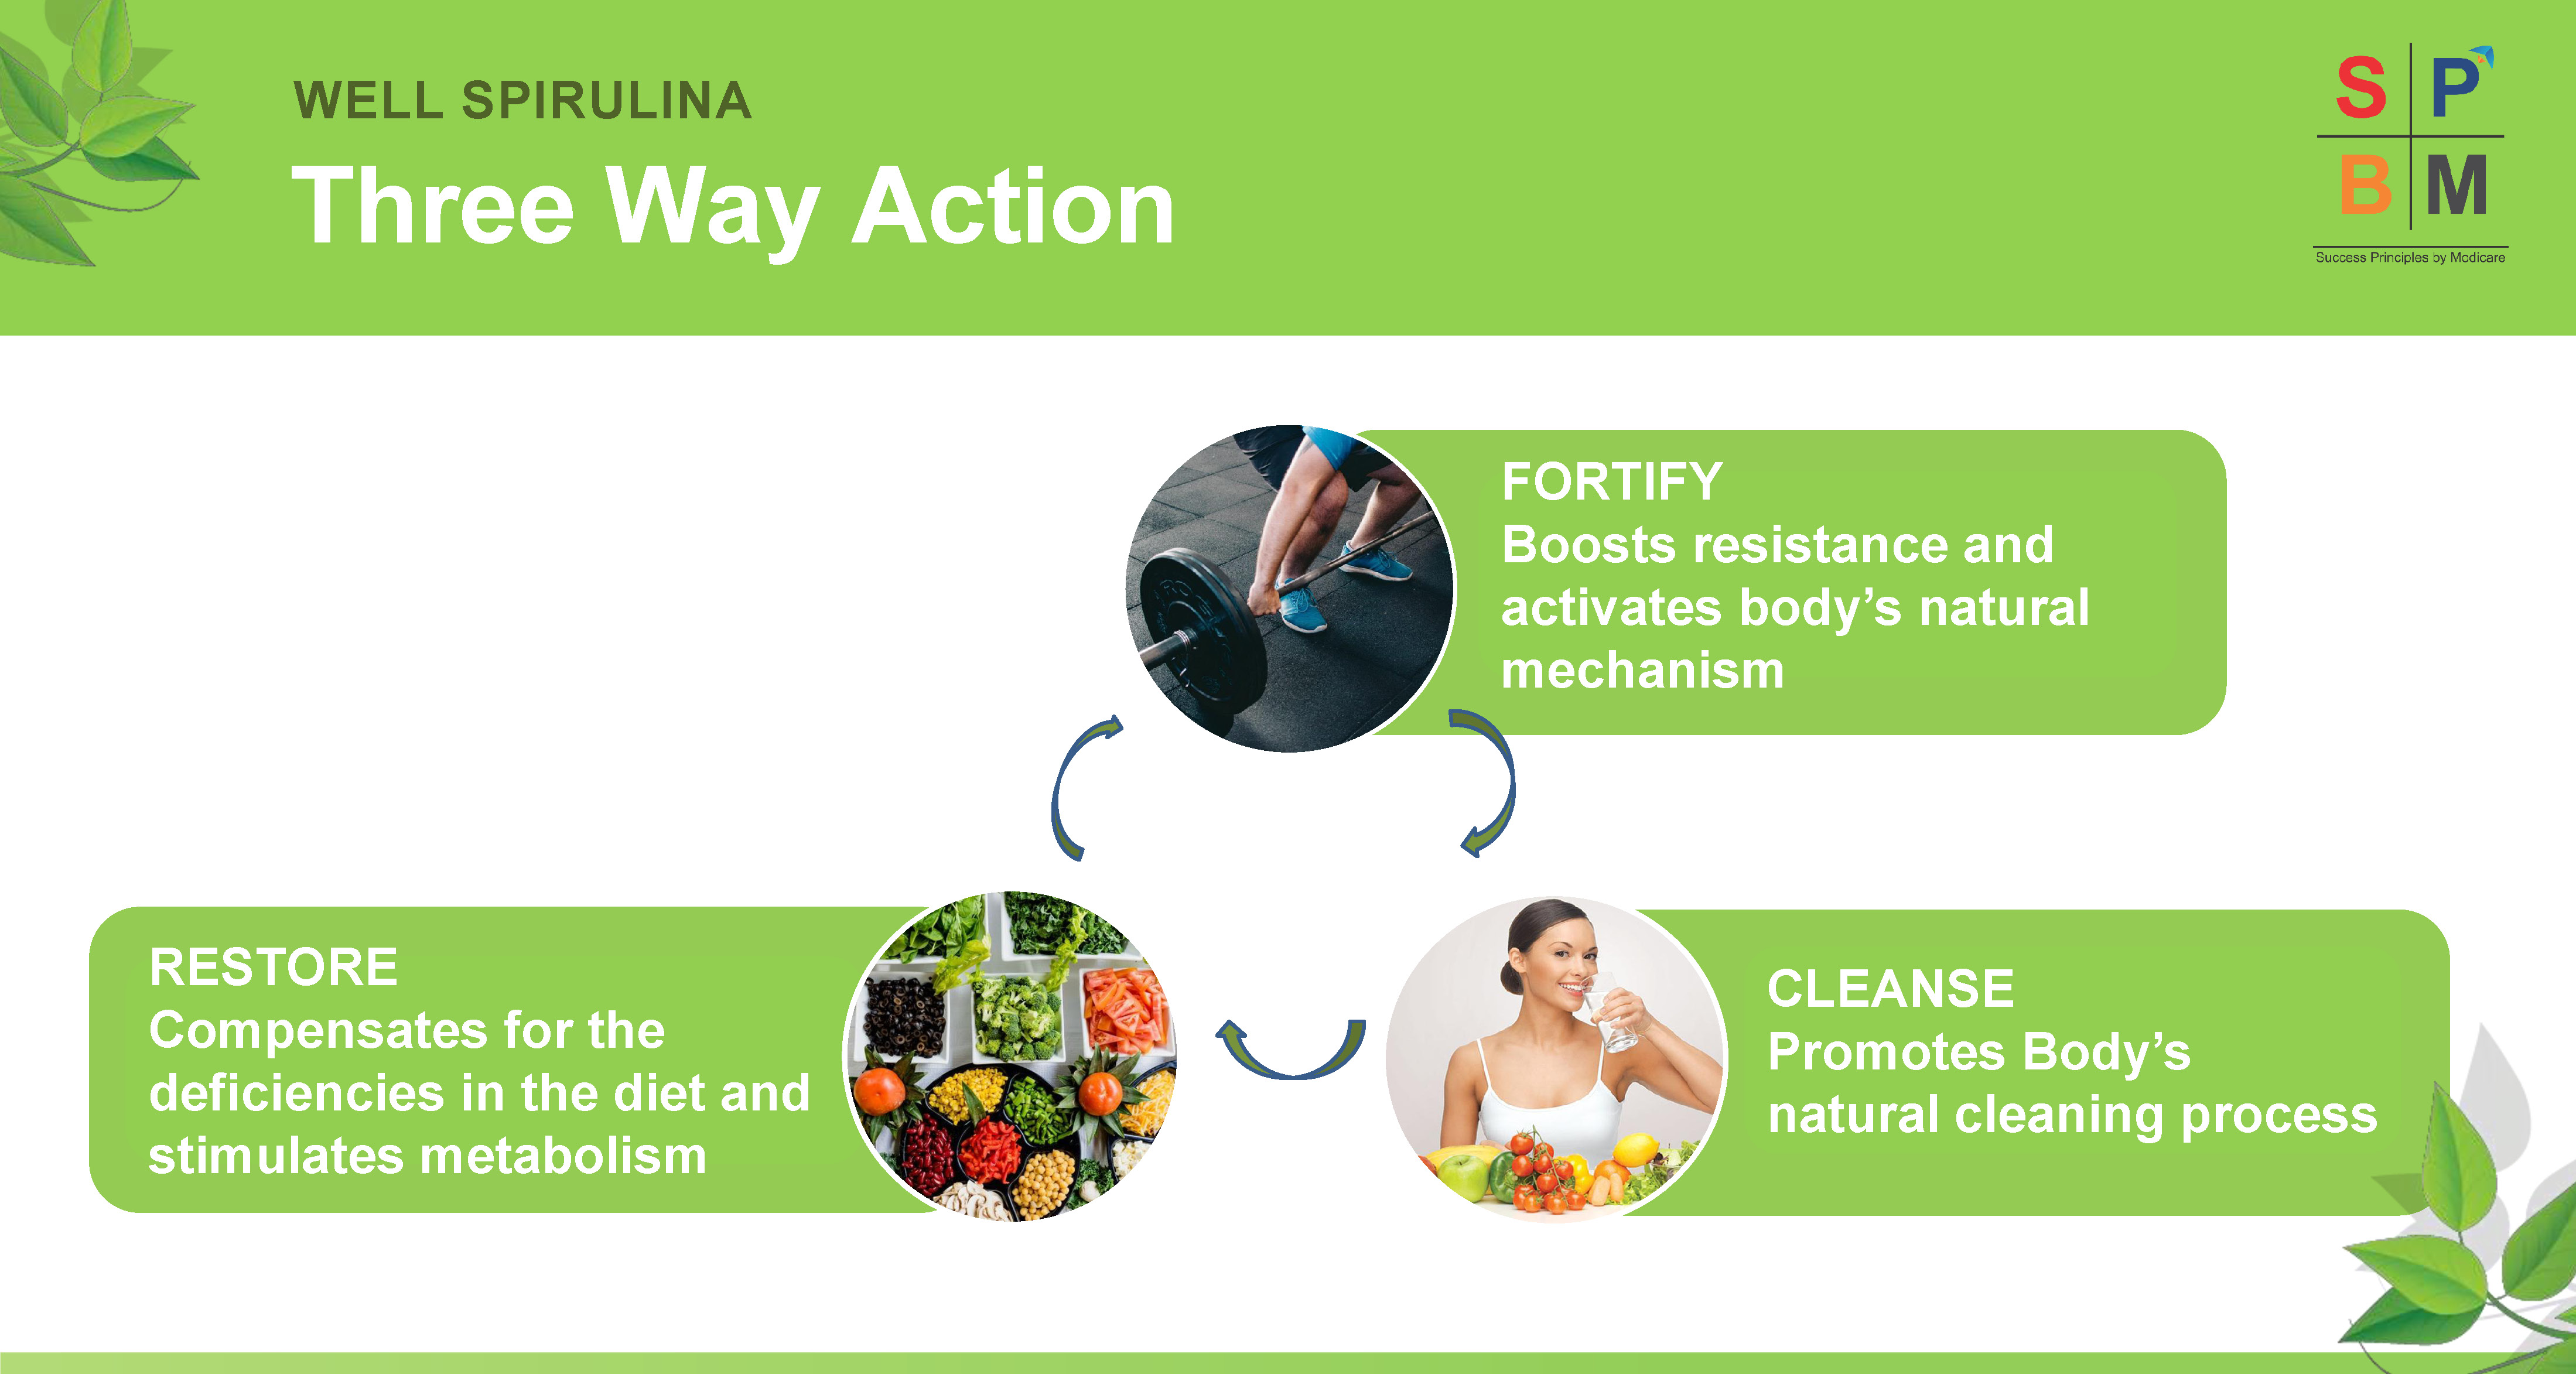 WELL SPIRULINA
Three Way Action
S P
B M
Success Principles by Modicare
FORTIFY
Boosts resistance and
activates body’s natural
mechanism
RESTORE
Compensates for the
deficiencies in the diet and
stimulates metabolism
CLEANSE
Promotes Body’s
natural cleaning process